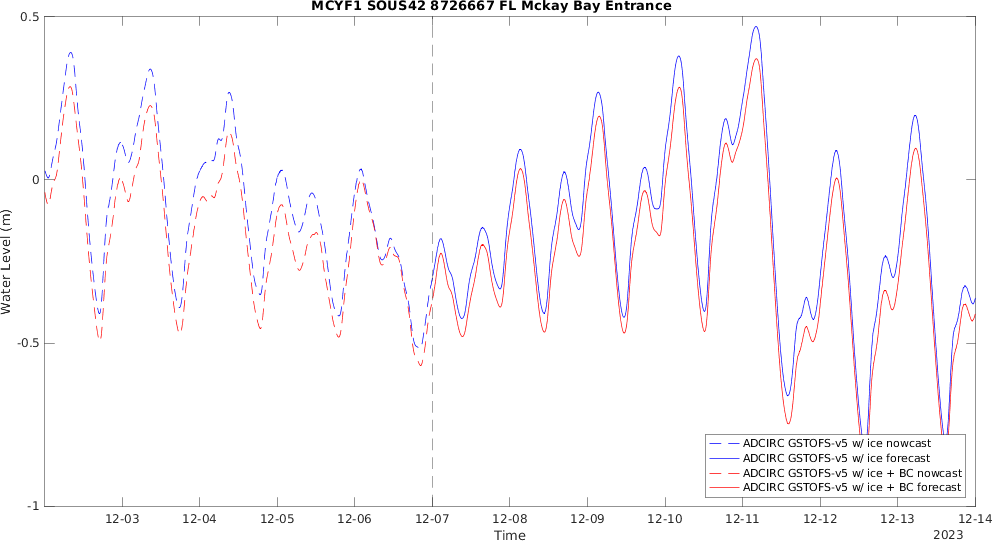 MCYF1 SOUS42 8726667 FL Mckay Bay Entrance
0.5
0
-0.5
-1
Water Level (m)
12-03 12-04 12-05 12-06 12-07 12-08 12-09 12-10 12-11 12-12 12-13 12-14
Time
2023
ADCIRC GSTOFS-v5 w/ ice nowcast
ADCIRC GSTOFS-v5 w/ ice forecast
ADCIRC GSTOFS-v5 w/ ice + BC nowcast
ADCIRC GSTOFS-v5 w/ ice + BC forecast